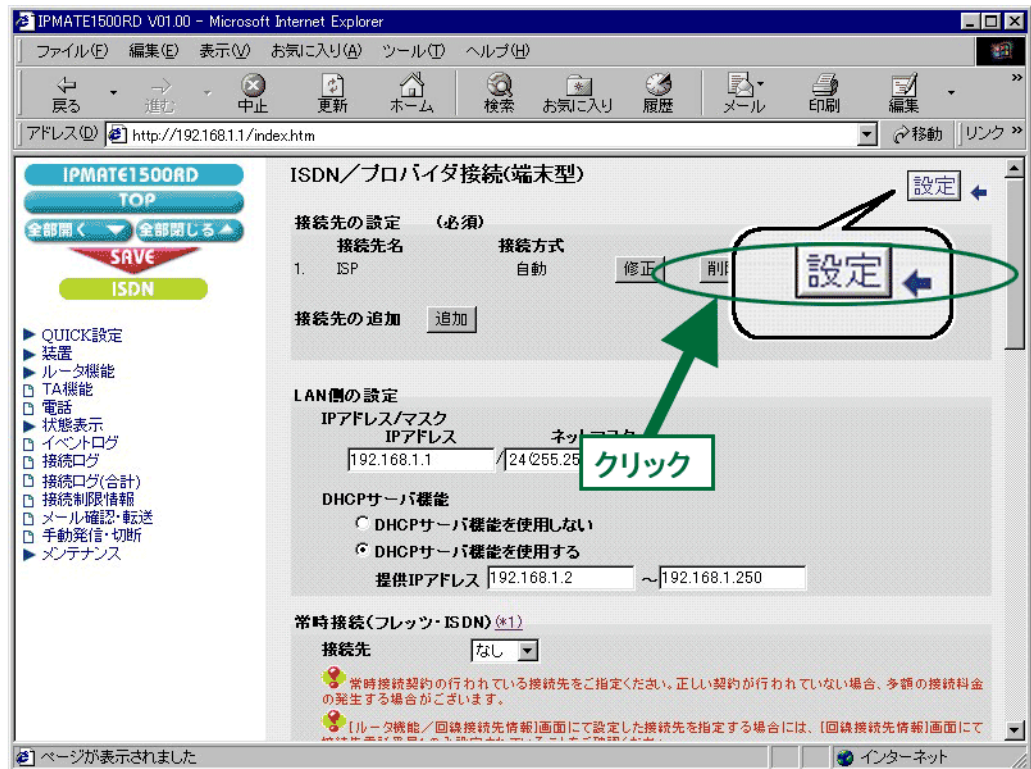 IPMATE1500RD V01.00 - Microsoft Internet Explorer
ファイル(F) 編集(E) 表示(V) お気に入り(A) ツール(T) ヘルプ(H)
戻る 進む 中止 更新 ホーム 検索 お気に入り 履歴 メール 印刷 編集 »
アドレス(D) http://192.168.1.1/index.htm 移動 リンク »
IPMATE1500RD
TOP
全部開く 全部閉じる
SAVE
ISDN
QUICK設定
装置
ルータ機能
TA機能
電話
状態表示
イベントログ
接続ログ
接続ログ(合計)
接続制限情報
メール確認・転送
手動発信・切断
メンテナンス
ISDN／プロバイダ接続(端末型)
設定
接続先の設定 (必須)
接続先名 接続方式
1. ISP 自動 修正
設定
接続先の追加 追加
LAN側の設定
IPアドレス/マスク
IPアドレス
192.168.1.1 /24(255.25
クリック
DHCPサーバ機能
DHCPサーバ機能を使用しない
DHCPサーバ機能を使用する
提供IPアドレス 192.168.1.2 ～192.168.1.250
常時接続(フレッツ・ISDN) (*1)
接続先 なし
常時接続契約の行われている接続先をご指定ください。正しい契約が行われていない場合、多額の接続料金
の発生する場合がございます。
[ルータ機能／回線接続先情報]画面にて設定した接続先を指定する場合には、[回線接続先情報]画面にて
ページが表示されました インターネット